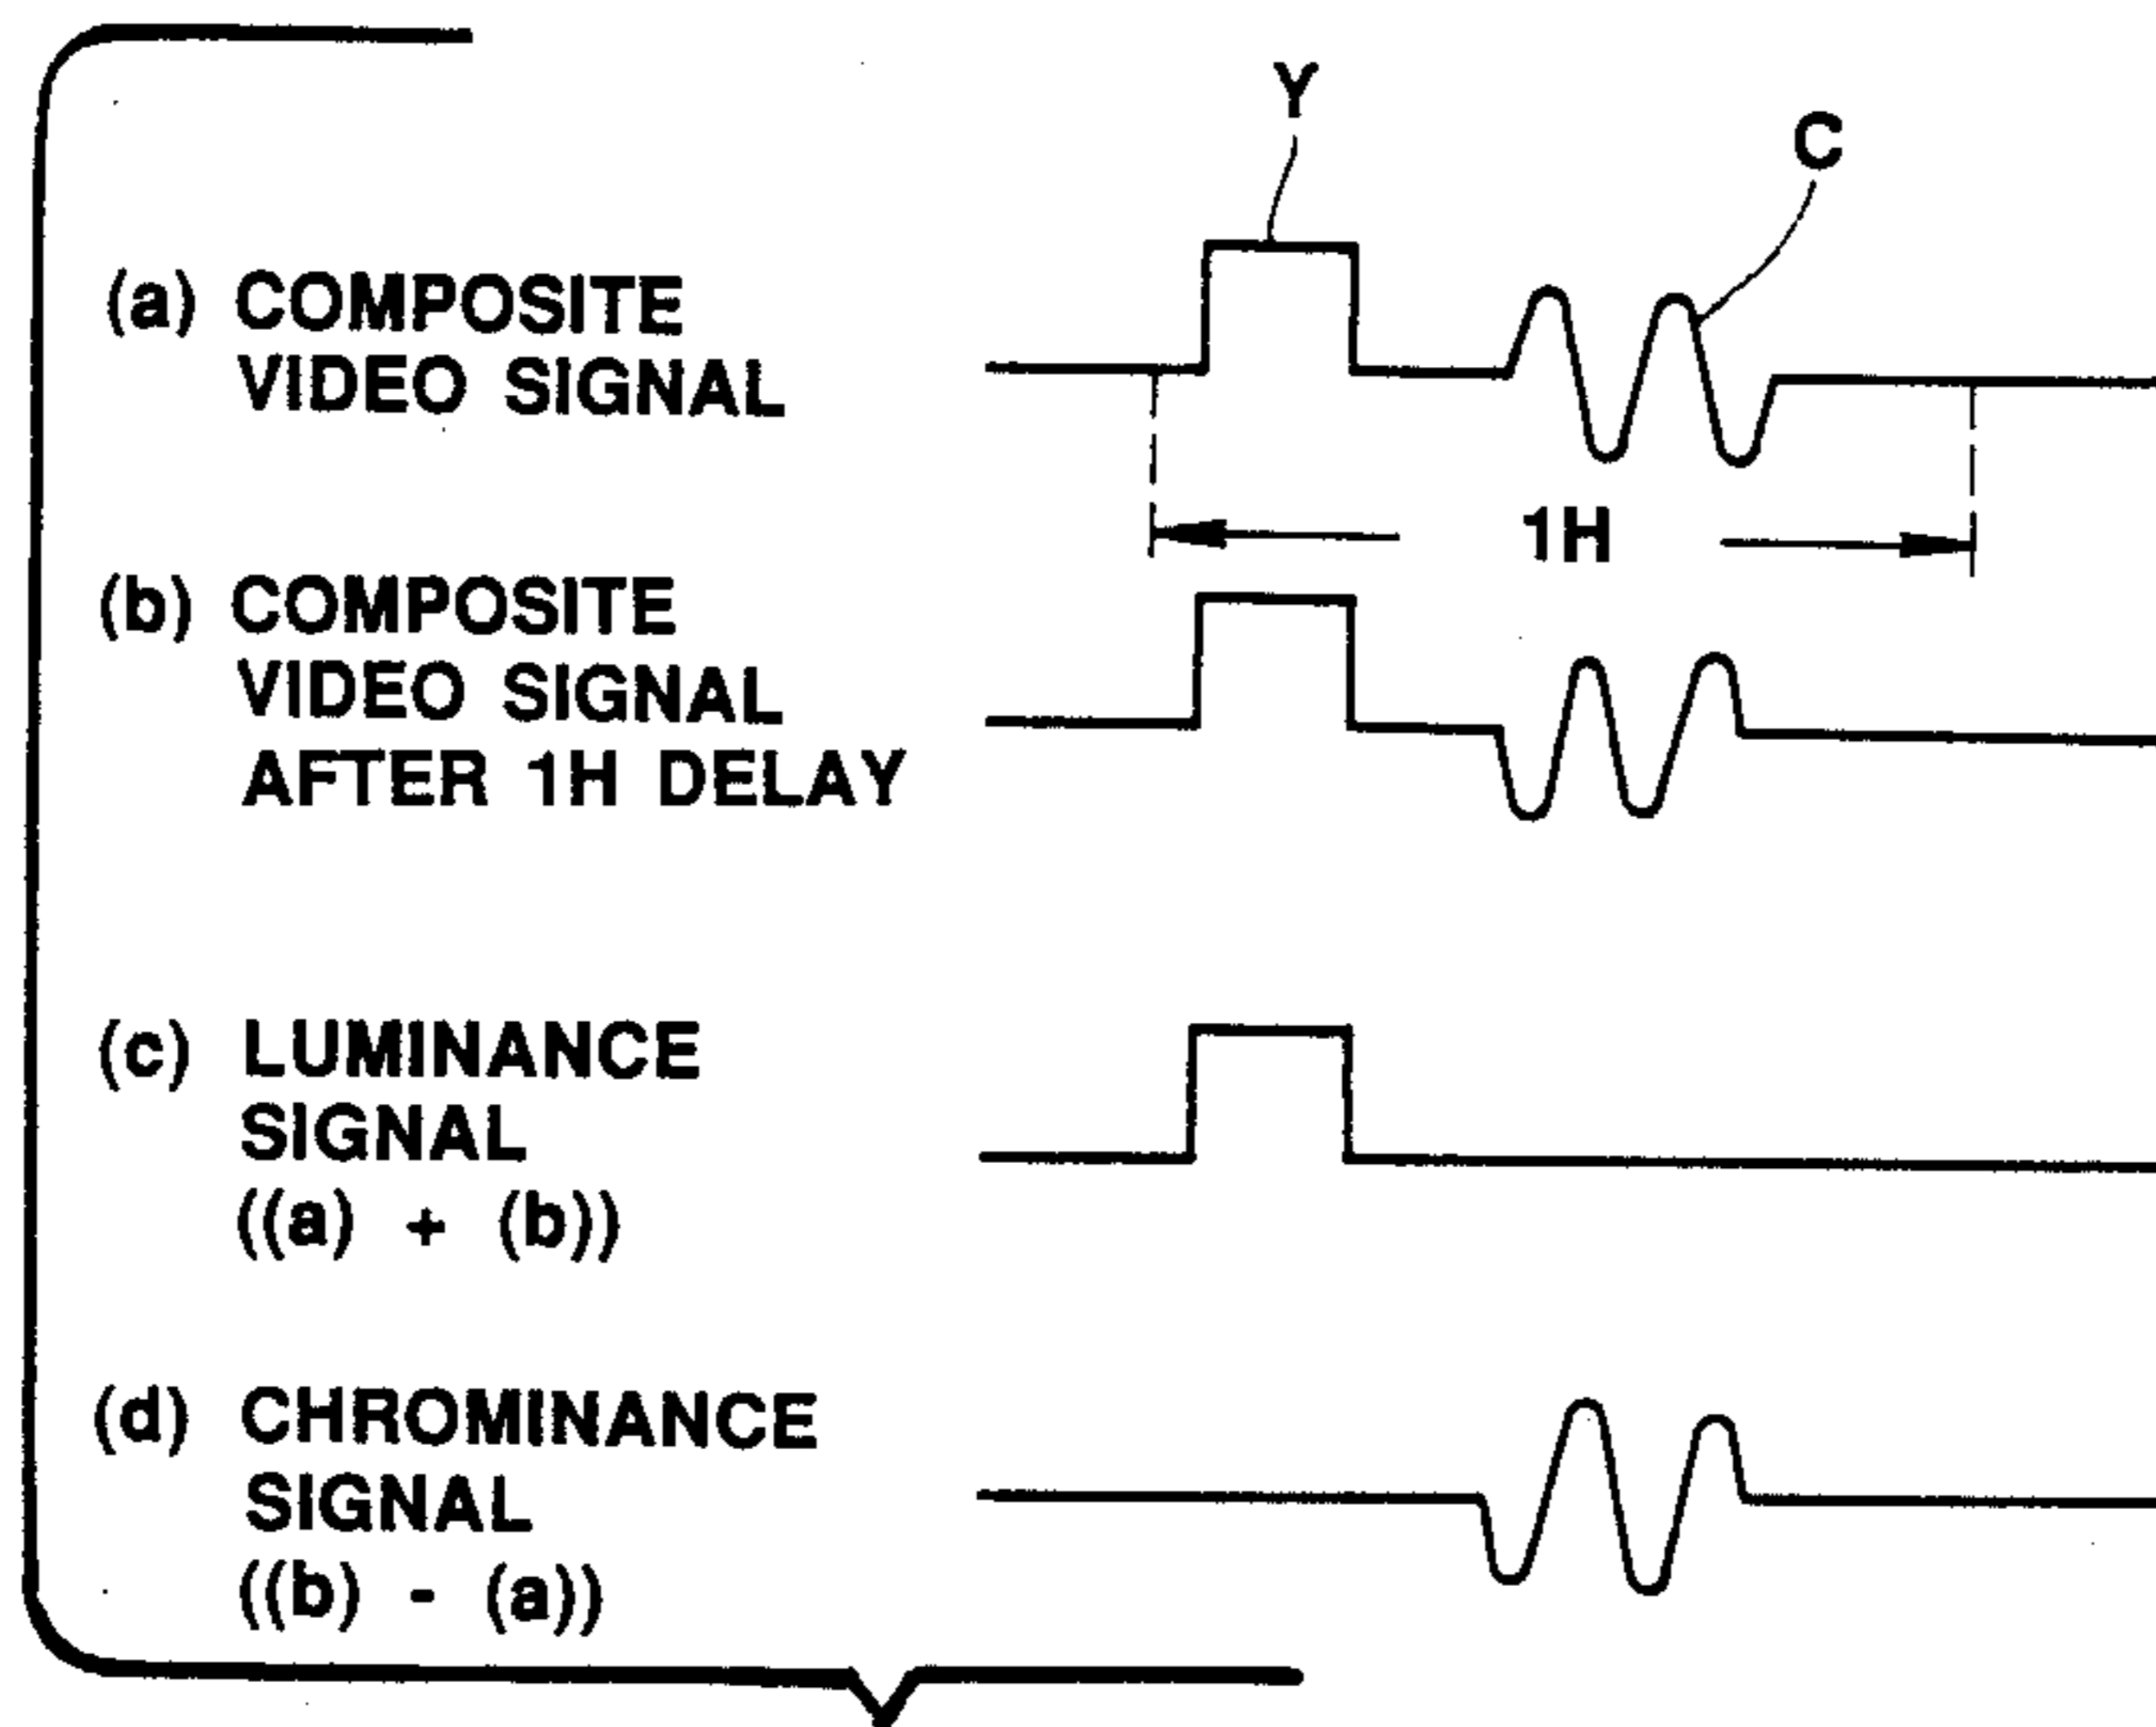 Y
C
(a) COMPOSITE
VIDEO SIGNAL
1H
(b) COMPOSITE
VIDEO SIGNAL
AFTER 1H DELAY
(c) LUMINANCE
SIGNAL
((a) + (b))
(d) CHROMINANCE
SIGNAL
((b) - (a))